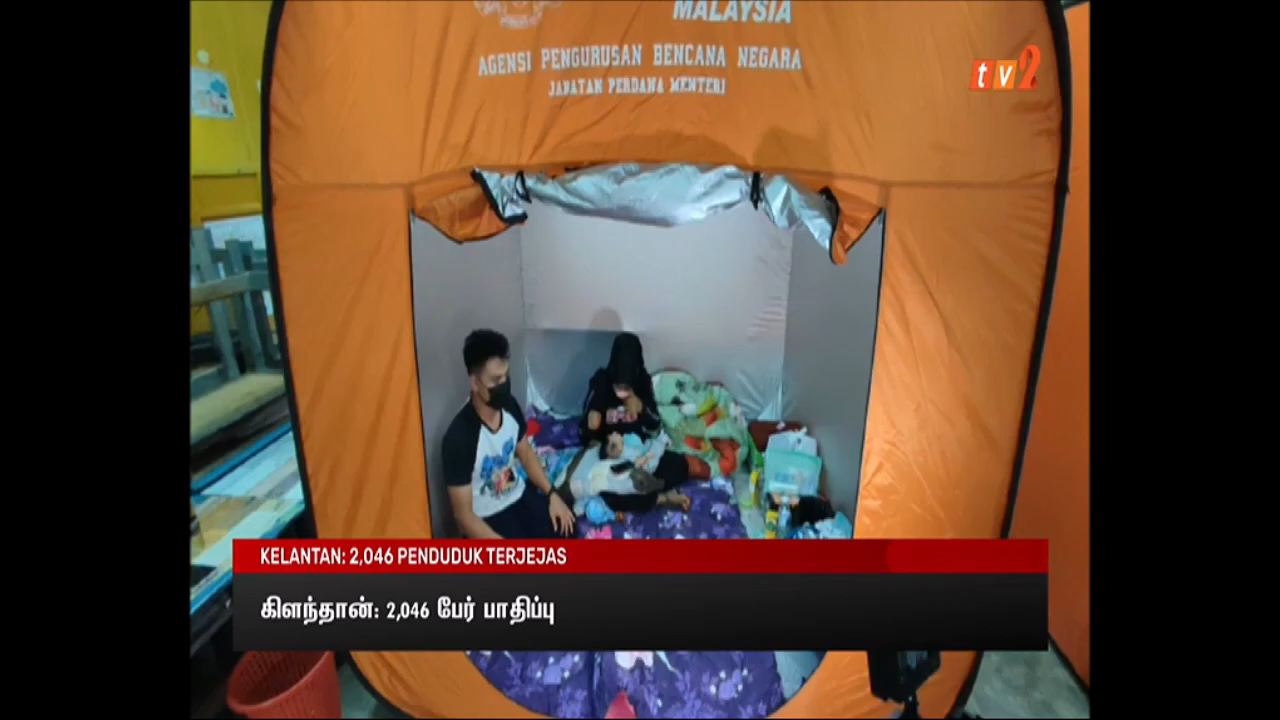 MALAYSIA
AGENSI PENGURUSAN BENCANA NEGARA
JABATAN PERDANA MENTERI
tv2
KELANTAN: 2,046 PENDUDUK TERJEJAS
கிளந்தான்: 2,046 பேர் பாதிப்பு